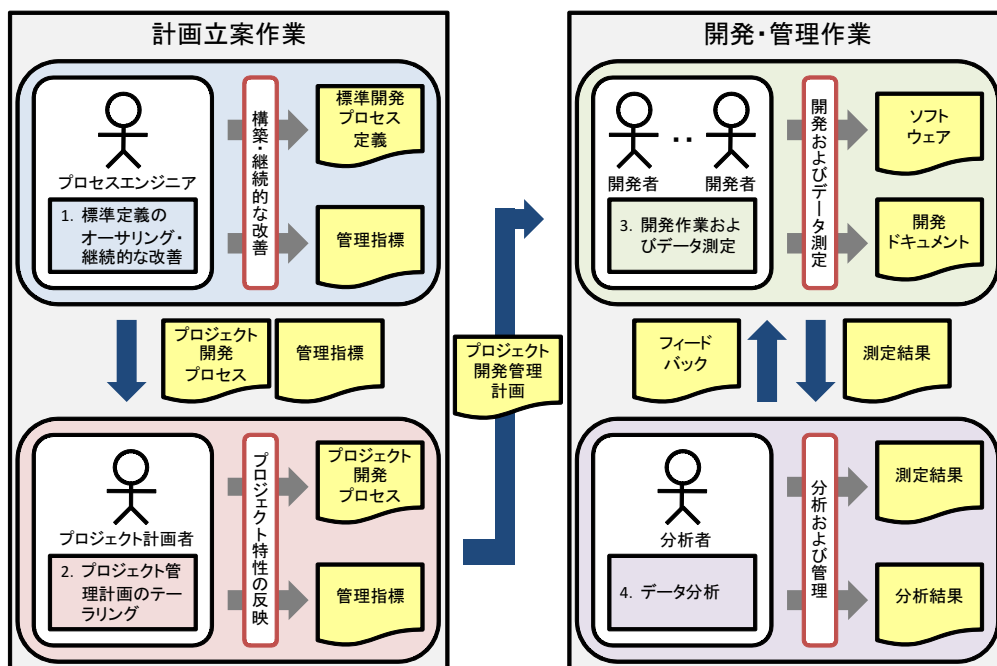 計画立案作業
プロセスエンジニア
1. 標準定義の
オーサリング・
継続的な改善
構築・継続的な改善
標準開発
プロセス
定義
管理指標
プロジェクト
開発
プロセス
管理指標
プロジェクト計画者
2. プロジェクト管
理計画のテー
ラリング
プロジェクト特性の反映
プロジェクト
開発
プロセス
管理指標
プロジェクト
開発管理
計画
開発・管理作業
‥
開発者
開発者
3. 開発作業およ
びデータ測定
開発およびデータ測定
ソフト
ウェア
開発
ドキュメント
フィード
バック
測定結果
分析者
4. データ分析
分析および管理
測定結果
分析結果